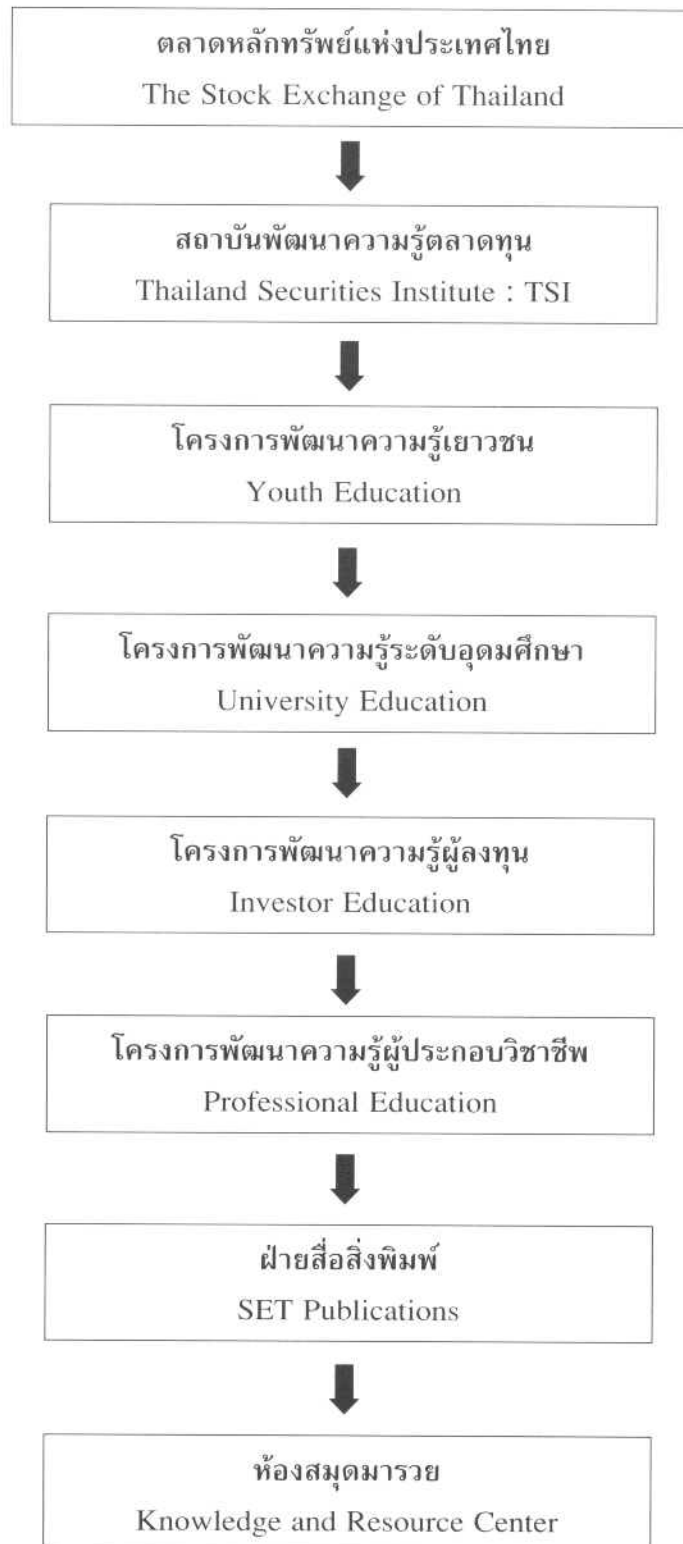 ตลาดหลักทรัพย์แห่งประเทศไทย
The Stock Exchange of Thailand
สถาบันพัฒนาความรู้ตลาดทุน
Thailand Securities Institute : TSI
โครงการพัฒนาความรู้เยาวชน
Youth Education
โครงการพัฒนาความรู้ระดับอุดมศึกษา
University Education
โครงการพัฒนาความรู้ผู้ลงทุน
Investor Education
โครงการพัฒนาความรู้ผู้ประกอบวิชาชีพ
Professional Education
ฝ่ายสื่อสิ่งพิมพ์
SET Publications
ห้องสมุดมารวย
Knowledge and Resource Center